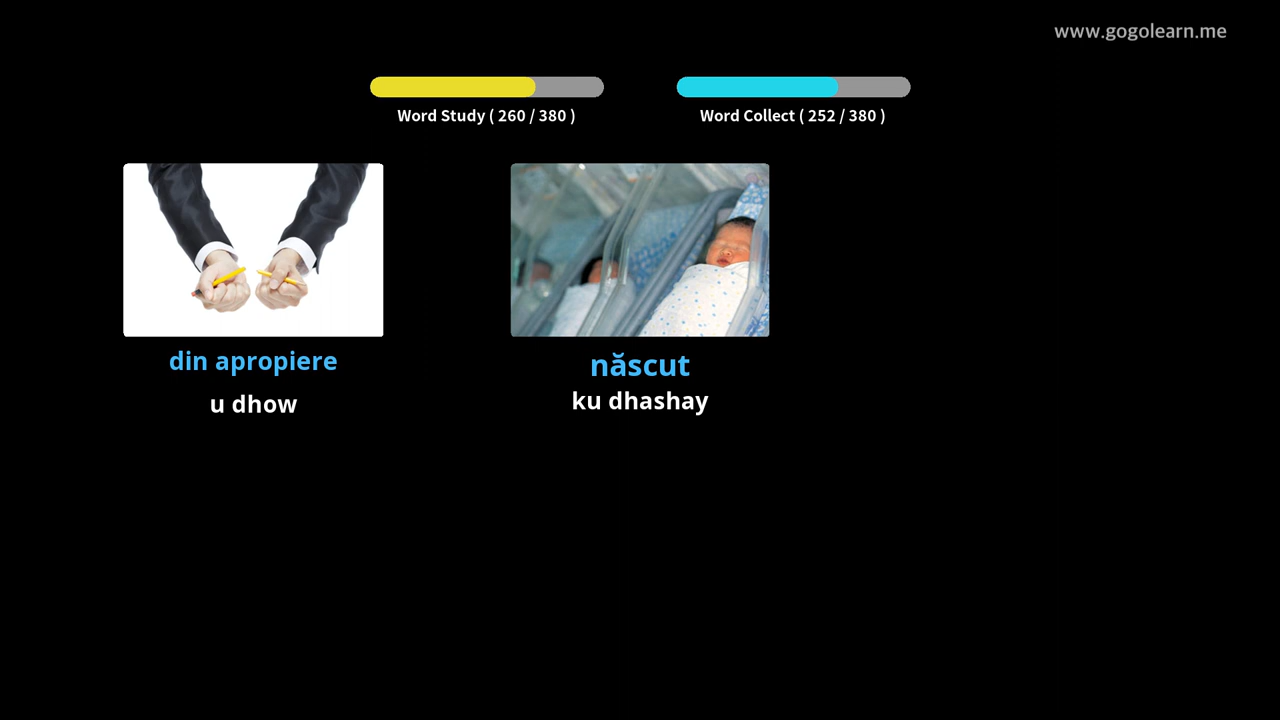 www.gogolearn.me
Word Study ( 260 / 380 )
Word Collect ( 252 / 380 )
din apropiere
u dhow
născut
ku dhashay